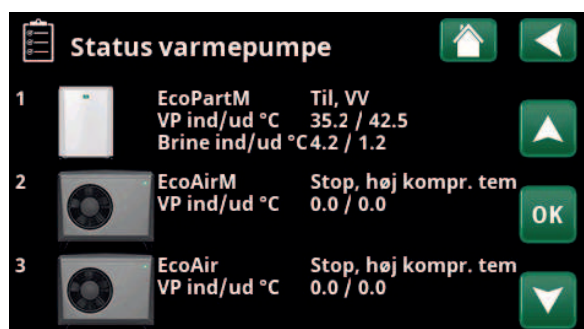 Status varmepumpe
1 EcoPartM Til, VV
VP ind/ud °C 35.2 / 42.5
Brine ind/ud °C 4.2 / 1.2
2 EcoAirM Stop, høj kompr. tem
VP ind/ud °C 0.0 / 0.0
OK
3 EcoAir Stop, høj kompr. tem
VP ind/ud °C 0.0 / 0.0